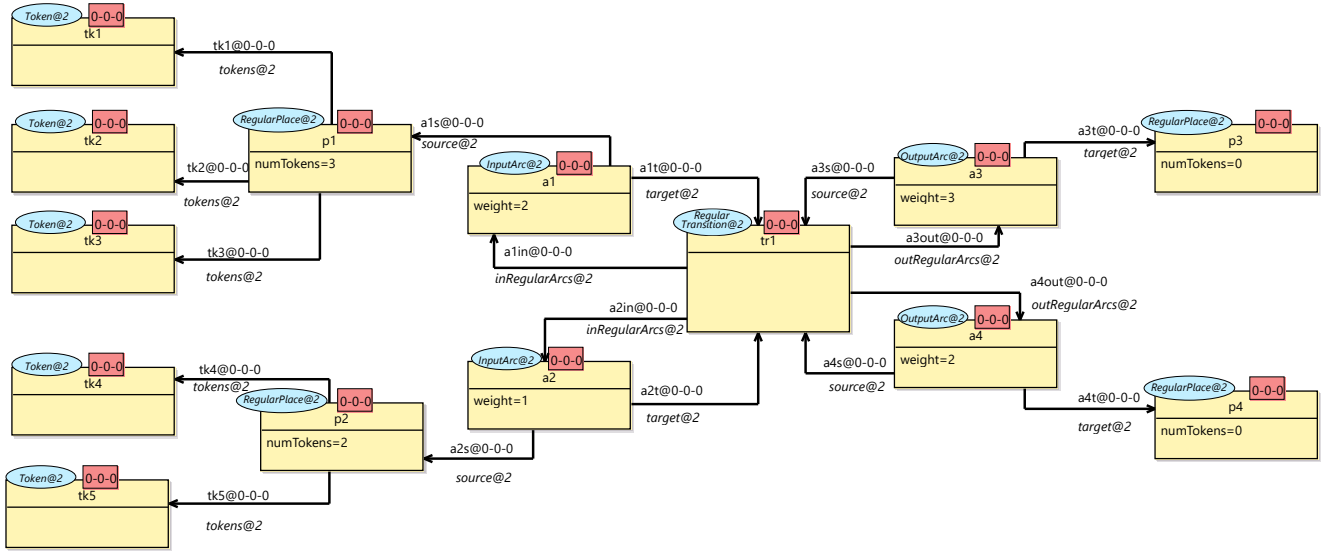 Token@2
0-0-0
tk1
tk1@0-0-0
tokens@2
Token@2
0-0-0
tk2
tk2@0-0-0
tokens@2
Token@2
0-0-0
tk3
tk3@0-0-0
tokens@2
RegularPlace@2
0-0-0
p1
numTokens=3
a1s@0-0-0
source@2
InputArc@2
0-0-0
a1
weight=2
a1t@0-0-0
target@2
a1in@0-0-0
inRegularArcs@2
Regular
Transition@2
0-0-0
tr1
a3s@0-0-0
source@2
OutputArc@2
0-0-0
a3
weight=3
a3t@0-0-0
target@2
RegularPlace@2
0-0-0
p3
numTokens=0
a3out@0-0-0
outRegularArcs@2
a4out@0-0-0
outRegularArcs@2
a2in@0-0-0
inRegularArcs@2
OutputArc@2
0-0-0
a4
weight=2
a4s@0-0-0
source@2
a4t@0-0-0
target@2
RegularPlace@2
0-0-0
p4
numTokens=0
InputArc@2
0-0-0
a2
weight=1
a2t@0-0-0
target@2
a2s@0-0-0
source@2
Token@2
0-0-0
tk4
tk4@0-0-0
tokens@2
RegularPlace@2
0-0-0
p2
numTokens=2
Token@2
0-0-0
tk5
tk5@0-0-0
tokens@2